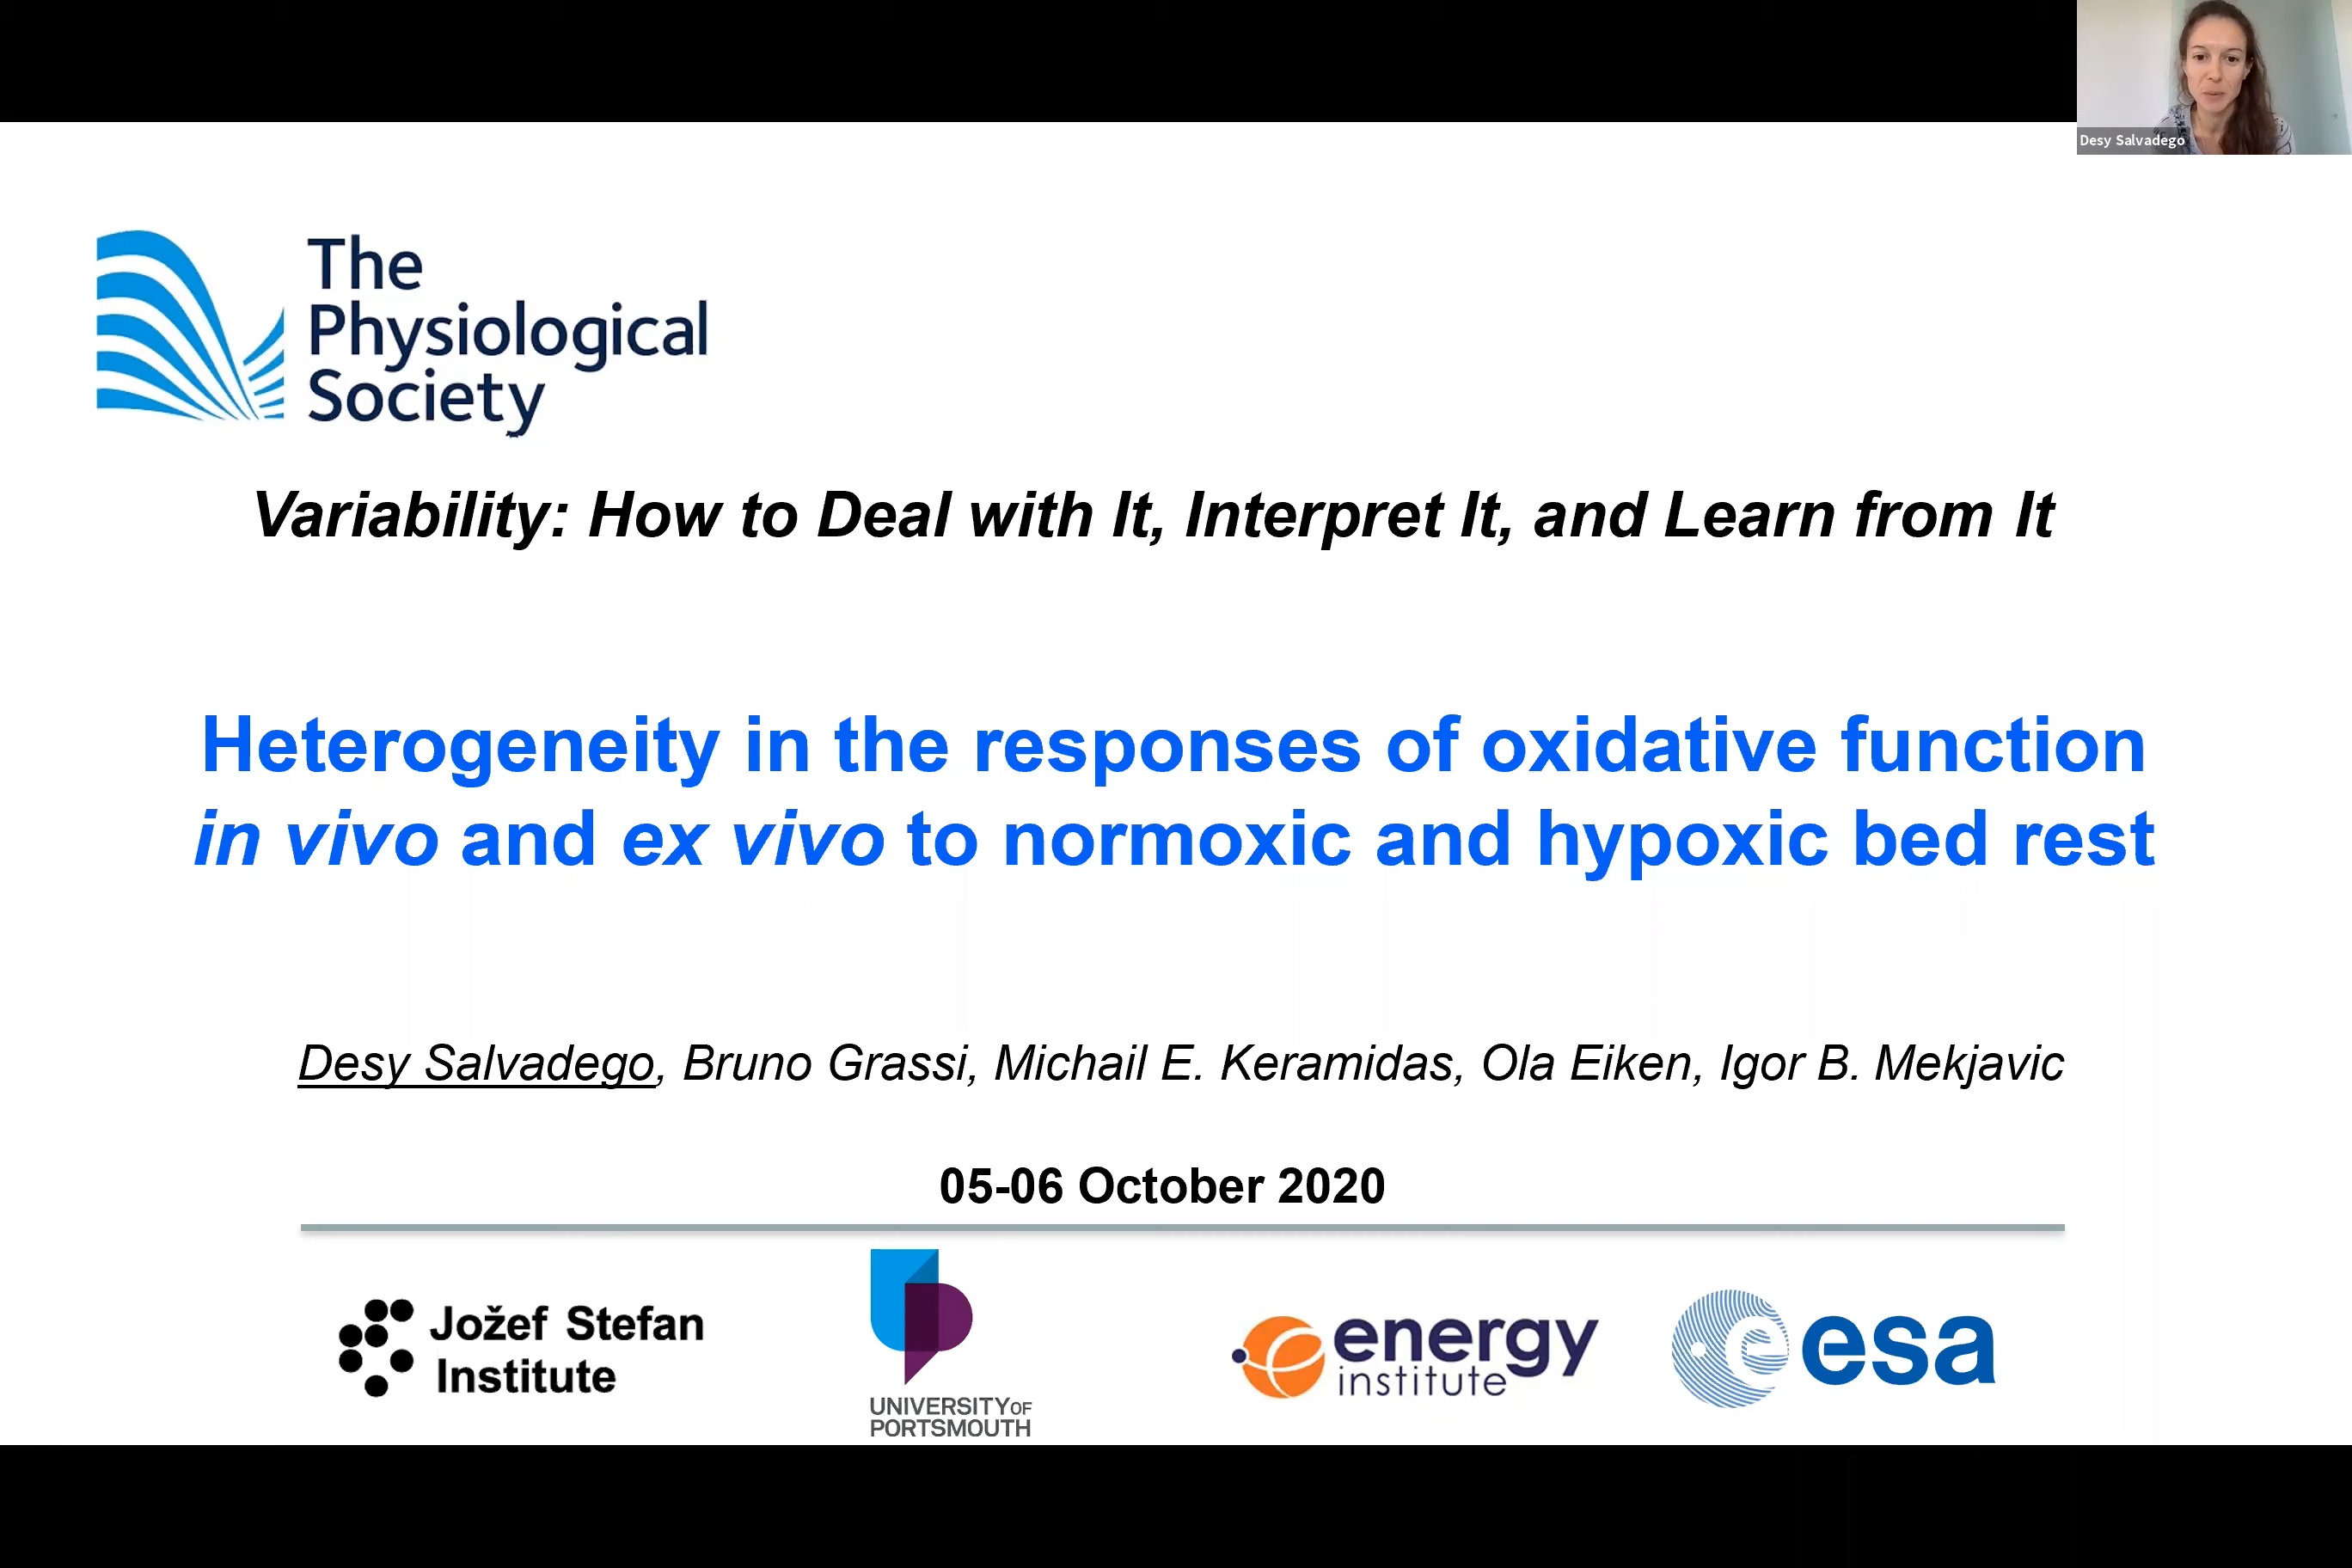 Desy Salvadego
The
Physiological
Society
Variability: How to Deal with It, Interpret It, and Learn from It
Heterogeneity in the responses of oxidative function
in vivo and ex vivo to normoxic and hypoxic bed rest
Desy Salvadego, Bruno Grassi, Michail E. Keramidas, Ola Eiken, Igor B. Mekjavic
05-06 October 2020
Jožef Stefan
Institute
UNIVERSITY OF
PORTSMOUTH
energy
institute
esa